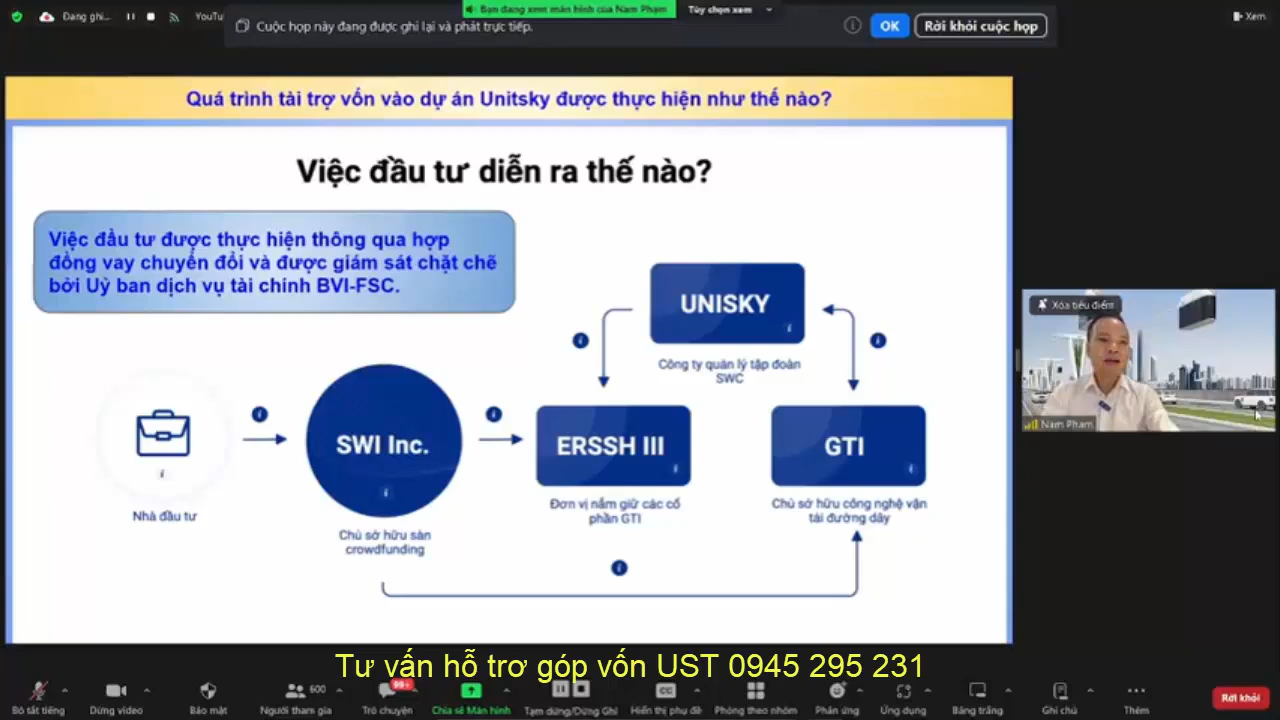 Bạn đang xem màn hình của Nam Phạm
Tùy chọn xem
Đang ghi...
YouTu
Cuộc họp này đang được ghi lại và phát trực tiếp.
OK
Rời khỏi cuộc họp
Xem
Quá trình tài trợ vốn vào dự án Unitsky được thực hiện như thế nào?
Việc đầu tư diễn ra thế nào?
Việc đầu tư được thực hiện thông qua hợp
đồng vay chuyển đổi và được giám sát chặt chẽ
bởi Uỷ ban dịch vụ tài chính BVI-FSC.
UNISKY
Công ty quản lý tập đoàn
SWC
SWI Inc.
ERSSH III
GTI
Nhà đầu tư
Chủ sở hữu sàn
crowdfunding
Đơn vị nắm giữ các cổ
phần GTI
Chủ sở hữu công nghệ vận
tải đường dây
Xóa tiêu điểm
Nam Phạm
Tư vấn hỗ trơ góp vốn UST 0945 295 231
600
99+
Bỏ tắt tiếng
Dừng video
Bảo mật
Người tham gia
Trò chuyện
Chia sẻ Màn hình
Tạm dừng/Dừng Ghi
Hiển thị phụ đề
Phòng theo nhóm
Phản ứng
Ứng dụng
Bảng trắng
Ghi chú
Thêm
Rời khỏi